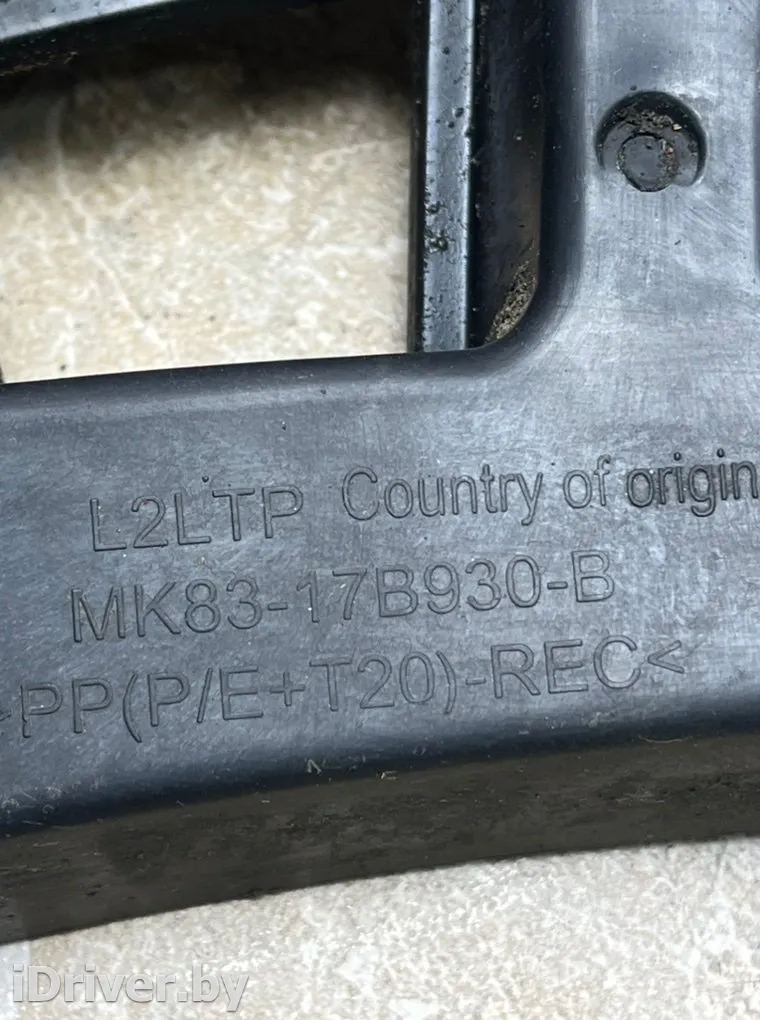 L2LTP Country of origin
MK83-17B930-B
>PP(P/E+T20)-REC<
iDriver.by